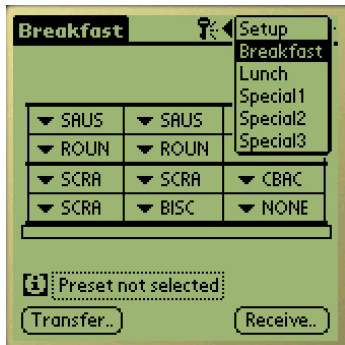 Breakfast
Setup
Breakfast
Lunch
Special1
Special2
Special3
SAUS SAUS
ROUN ROUN
SCRA SCRA CBAC
SCRA BISC NONE
Preset not selected
Transfer.. Receive..